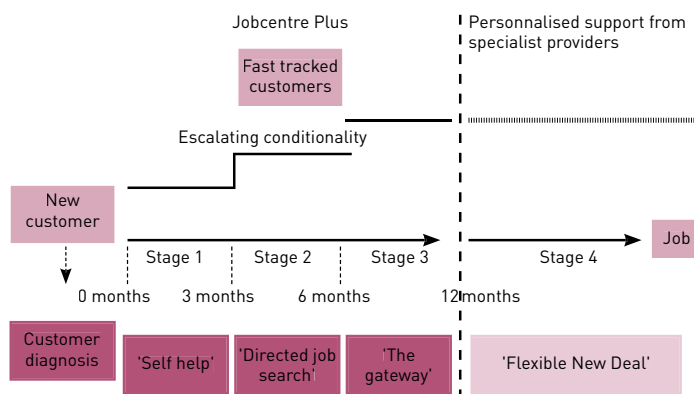 Jobcentre Plus
Personnalised support from
specialist providers
Fast tracked
customers
Escalating conditionality
New
customer
Stage 1
Stage 2
Stage 3
Stage 4
Job
0 months
3 months
6 months
12 months
Customer
diagnosis
'Self help'
'Directed job
search'
'The
gateway'
'Flexible New Deal'